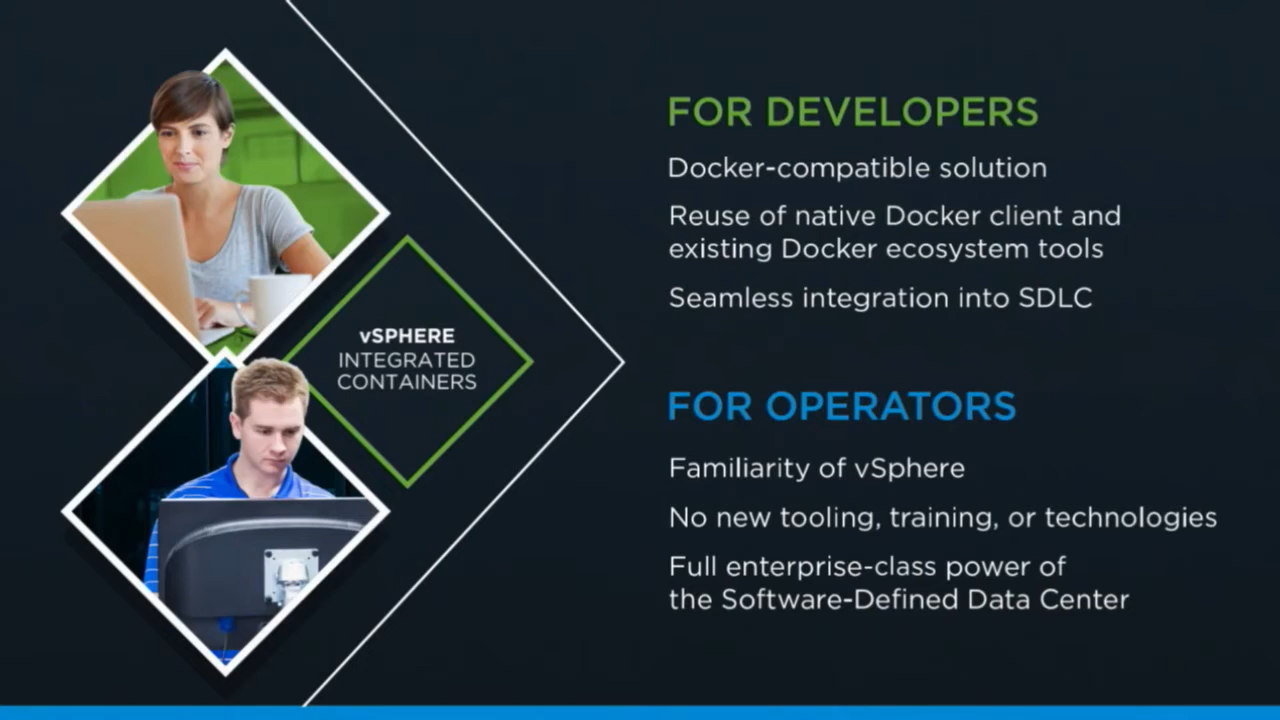 vSPHERE
INTEGRATED
CONTAINERS
FOR DEVELOPERS
Docker-compatible solution
Reuse of native Docker client and
existing Docker ecosystem tools
Seamless integration into SDLC
FOR OPERATORS
Familiarity of vSphere
No new tooling, training, or technologies
Full enterprise-class power of
the Software-Defined Data Center